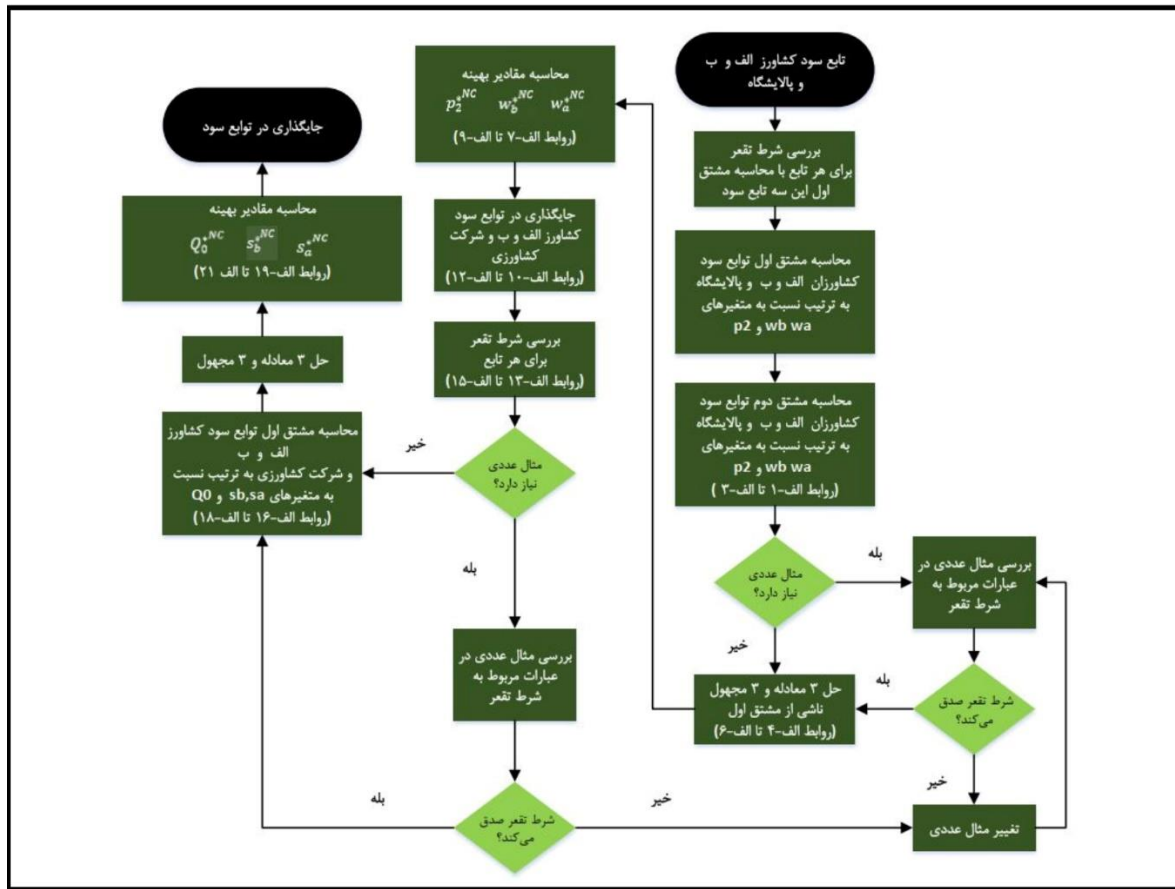 تابع سود کشاورز الف و ب
و پالایشگاه
بررسی شرط تقعر
برای هر تابع با محاسبه مشتق
اول این سه تابع سود
محاسبه مشتق اول توابع سود
کشاورزان الف و ب و پالایشگاه
به ترتیب نسبت به متغیرهای
wb wa و p2
محاسبه مشتق دوم توابع سود
کشاورزان الف و ب و پالایشگاه
به ترتیب نسبت به متغیرهای
wb wa و p2
(روابط الف-۱ تا الف-۳ )
مثال عددی
نیاز دارد؟
بله
خیر
بررسی مثال عددی در
عبارات مربوط به
شرط تقعر
شرط تقعر صدق
می‌کند؟
بله
خیر
تغییر مثال عددی
حل ۳ معادله و ۳ مجهول
ناشی از مشتق اول
(روابط الف-۴ تا الف-۶)
محاسبه مقادیر بهینه
p₂*ᴺᶜ w_b*ᴺᶜ w_a*ᴺᶜ
(روابط الف-۷ تا الف-۹)
جایگذاری در توابع سود
کشاورز الف و ب و شرکت
کشاورزی
(روابط الف-۱۰ تا الف-۱۲)
بررسی شرط تقعر
برای هر تابع
(روابط الف-۱۳ تا الف-۱۵)
مثال عددی
نیاز دارد؟
خیر
بله
بررسی مثال عددی در
عبارات مربوط به
شرط تقعر
شرط تقعر صدق
می‌کند؟
بله
خیر
محاسبه مشتق اول توابع سود کشاورز
الف و ب
و شرکت کشاورزی به ترتیب نسبت
به متغیرهای sb,sa و Q0
(روابط الف-۱۶ تا الف-۱۸)
حل ۳ معادله و ۳ مجهول
محاسبه مقادیر بهینه
Q₀*ᴺᶜ s_b*ᴺᶜ s_a*ᴺᶜ
(روابط الف-۱۹ تا الف ۲۱)
جایگذاری در توابع سود